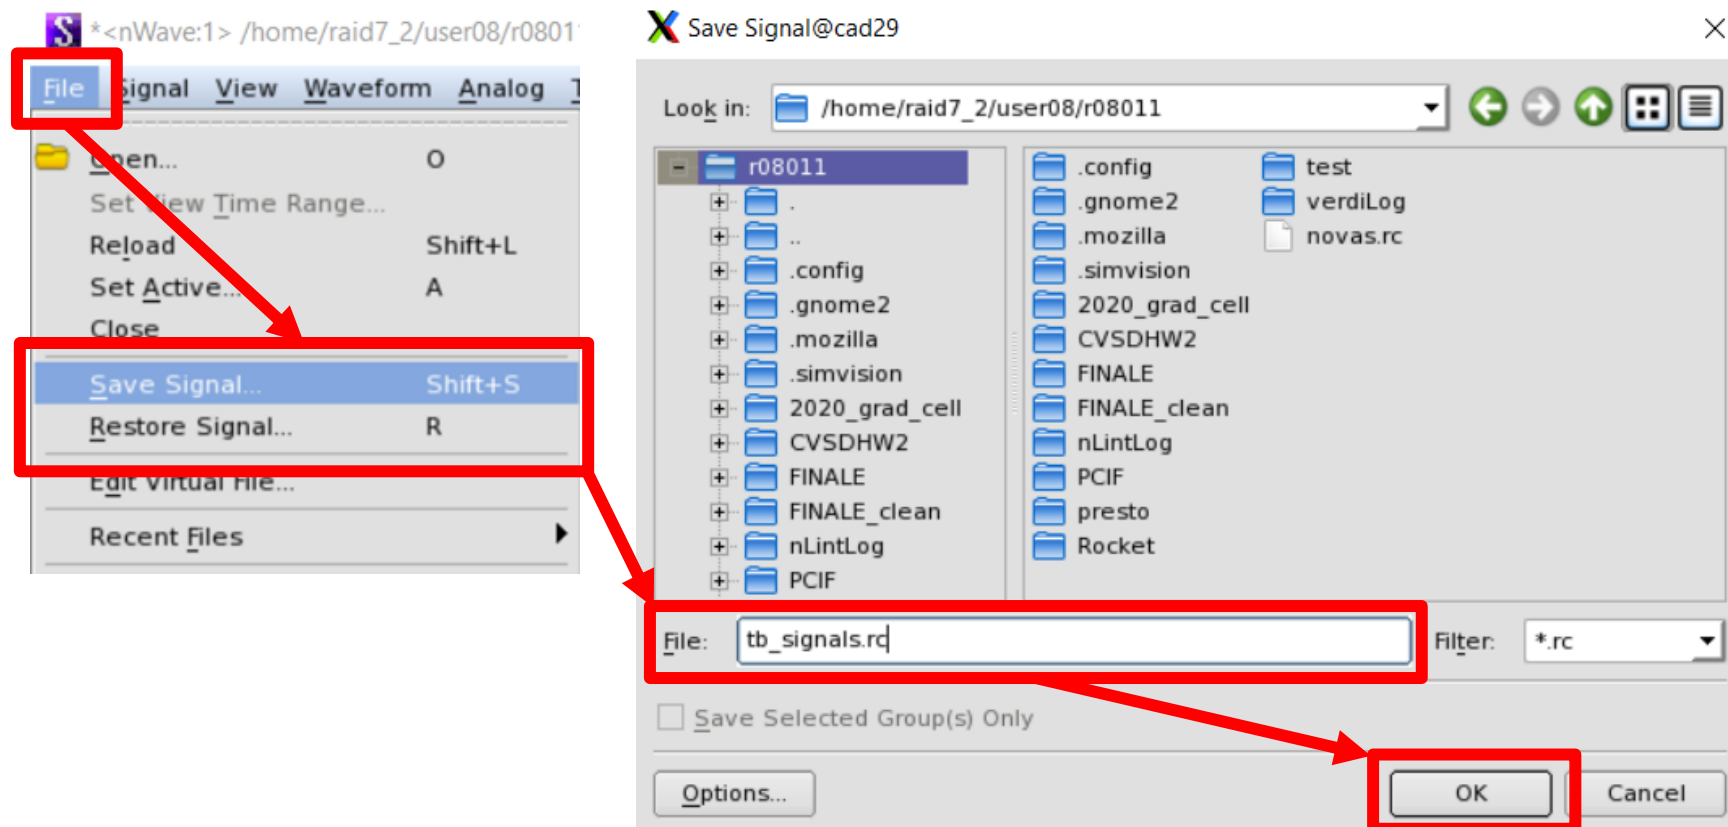 *<nWave:1> /home/raid7_2/user08/r0801
File Signal View Waveform Analog
Open... O
Set View Time Range...
Reload Shift+L
Set Active... A
Close
Save Signal... Shift+S
Restore Signal... R
Edit Virtual File...
Recent Files
Save Signal@cad29
Look in: /home/raid7_2/user08/r08011
r08011
.
..
.config
.gnome2
.mozilla
.simvision
2020_grad_cell
CVSDHW2
FINALE
FINALE_clean
nLintLog
PCIF
.config
.gnome2
.mozilla
.simvision
2020_grad_cell
CVSDHW2
FINALE
FINALE_clean
nLintLog
PCIF
presto
Rocket
test
verdiLog
novas.rc
File: tb_signals.rc Filter: *.rc
Save Selected Group(s) Only
Options... OK Cancel